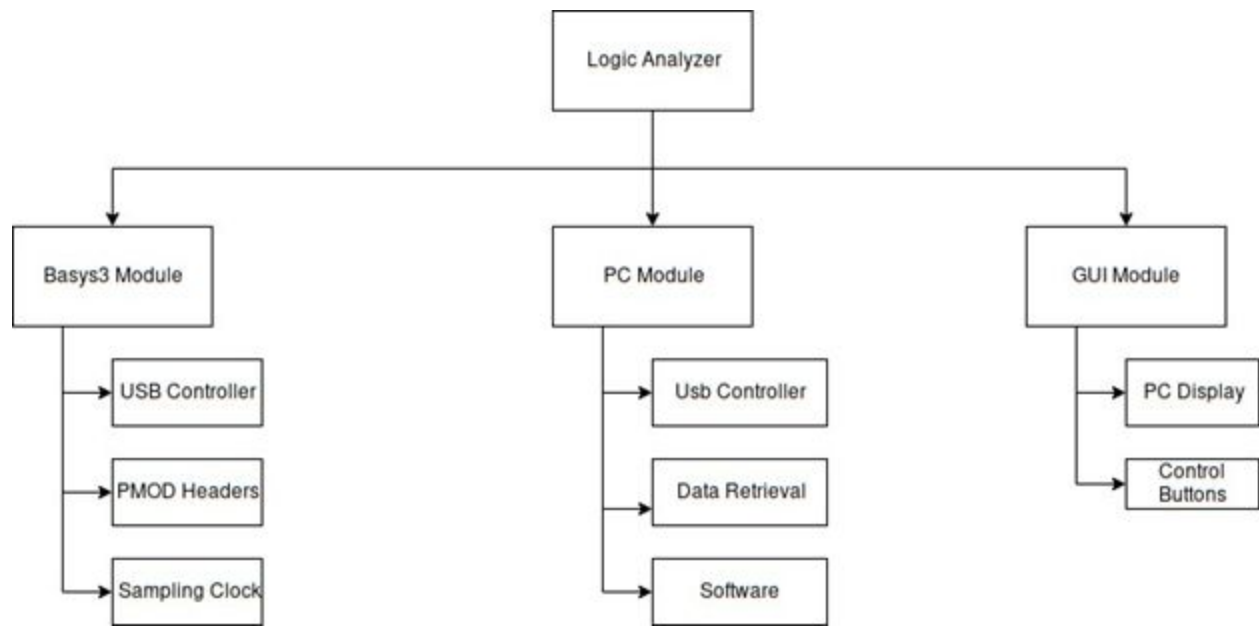 Logic Analyzer
Basys3 Module
PC Module
GUI Module
USB Controller
Usb Controller
PC Display
PMOD Headers
Data Retrieval
Control
Buttons
Sampling Clock
Software